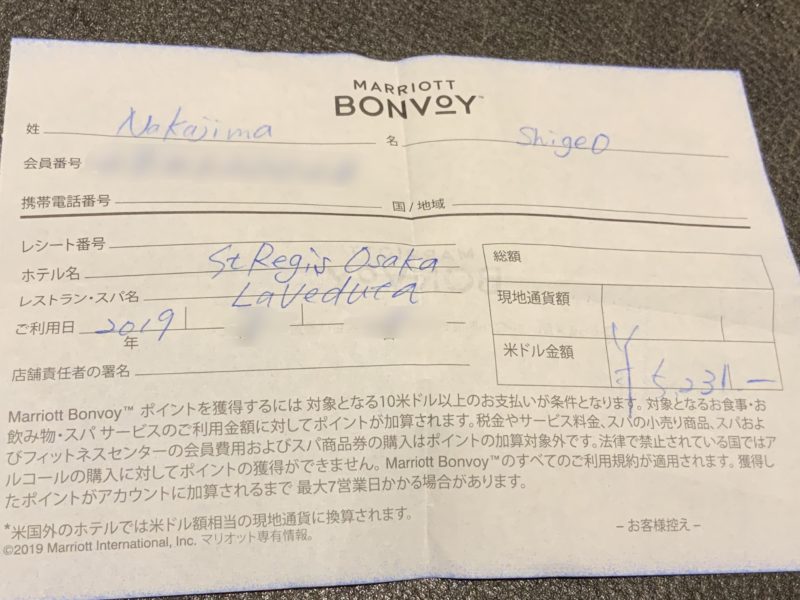 MARRIOTT
BONVOY™
姓 Nakajima 名 Shigeo
会員番号
携帯電話番号 国/地域
レシート番号
ホテル名 St Regis Osaka
レストラン・スパ名 LaVeduta
ご利用日 2019
年
店舗責任者の署名
総額
現地通貨額
米ドル金額 ¥5,231.—
Marriott Bonvoy™ ポイントを獲得するには 対象となる10米ドル以上のお支払いが条件となります。対象となるお食事・お
飲み物・スパ サービスのご利用金額に対してポイントが加算されます。税金やサービス料金、スパの小売り商品、スパおよ
びフィットネスセンターの会員費用およびスパ商品券の購入はポイントの加算対象外です。法律で禁止されている国ではア
ルコールの購入に対してポイントの獲得ができません。Marriott Bonvoy™のすべてのご利用規約が適用されます。獲得し
たポイントがアカウントに加算されるまで 最大7営業日かかる場合があります。
*米国外のホテルでは米ドル額相当の現地通貨に換算されます。
©2019 Marriott International, Inc. マリオット専有情報。
–お客様控え–